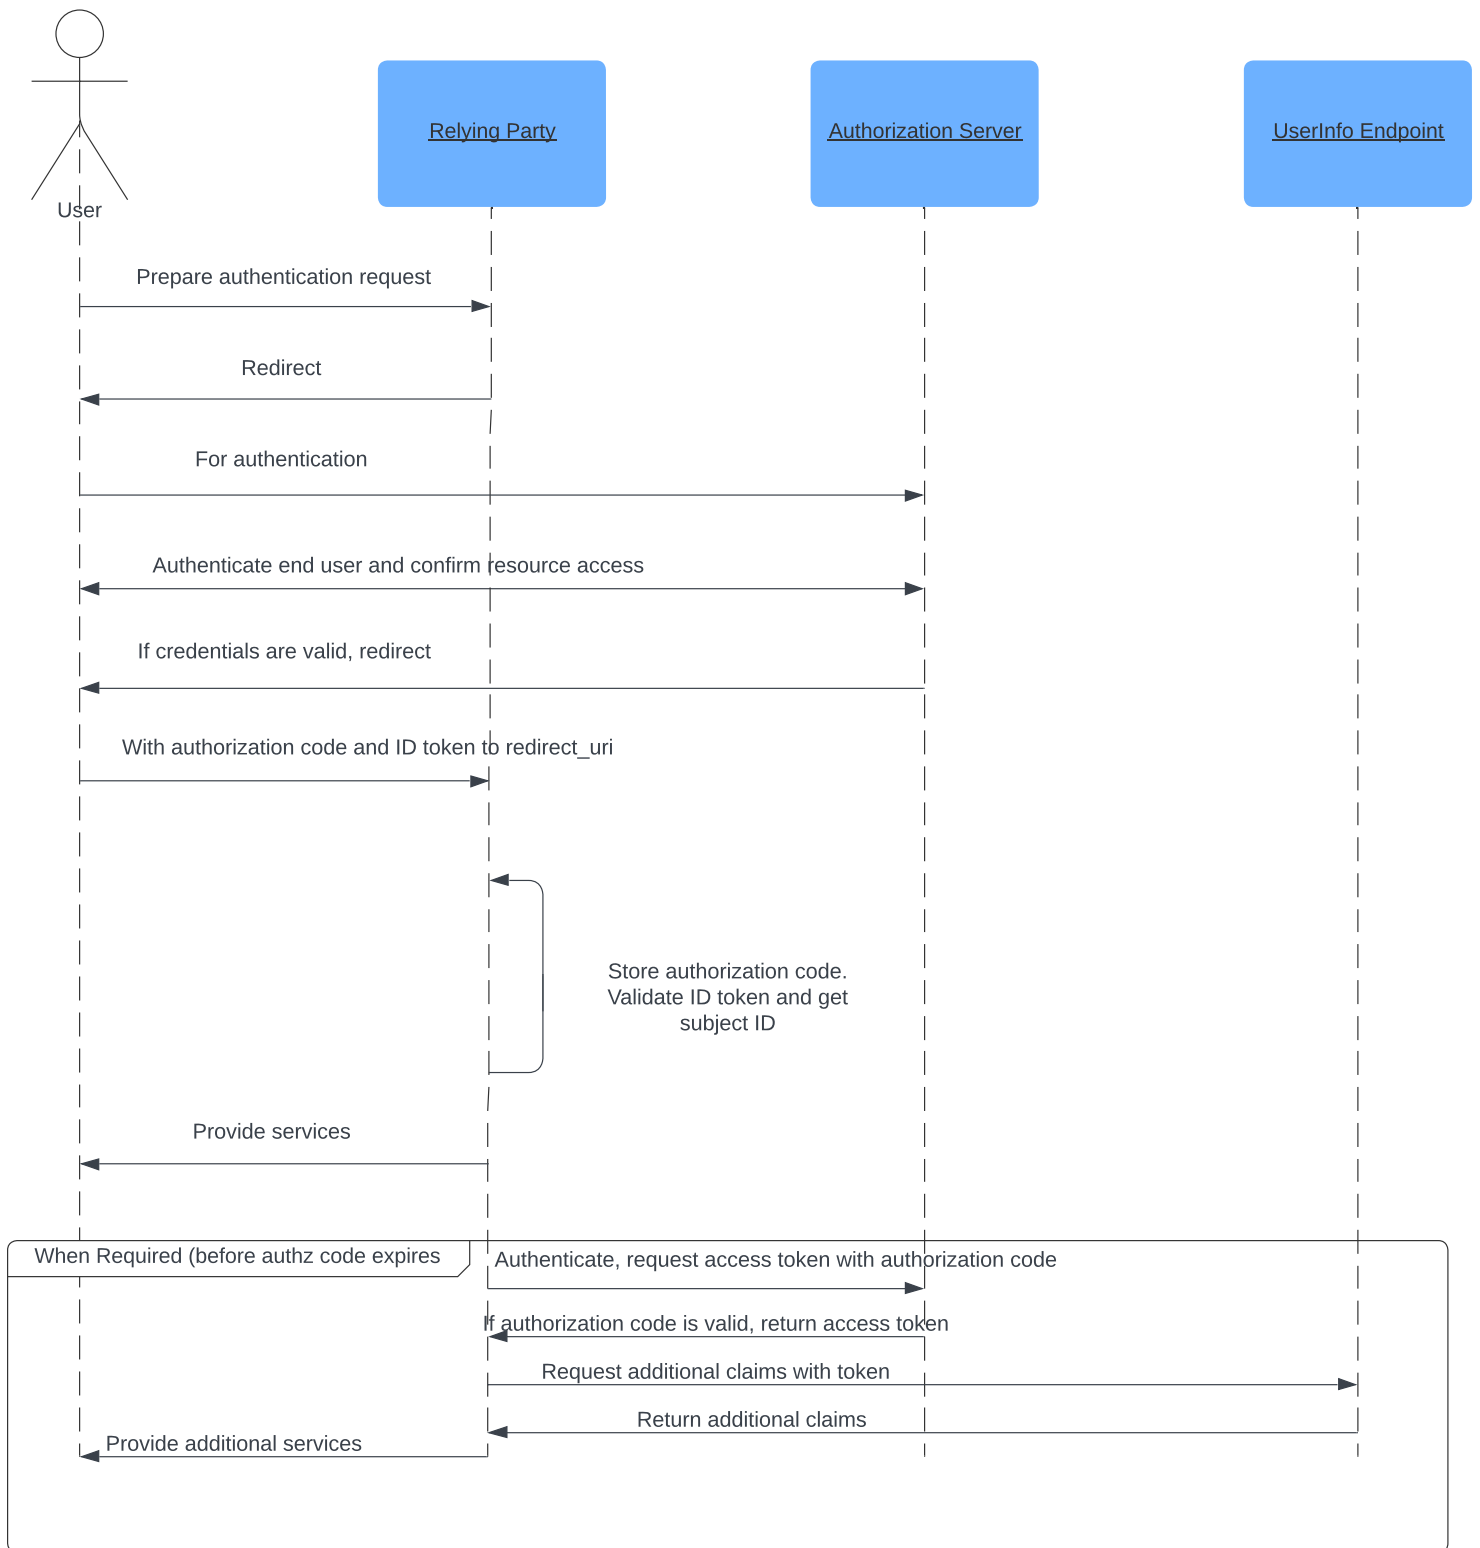 User
Relying Party
Authorization Server
UserInfo Endpoint
Prepare authentication request
Redirect
For authentication
Authenticate end user and confirm resource access
If credentials are valid, redirect
With authorization code and ID token to redirect_uri
Store authorization code.
Validate ID token and get
subject ID
Provide services
When Required (before authz code expires
Authenticate, request access token with authorization code
If authorization code is valid, return access token
Request additional claims with token
Return additional claims
Provide additional services